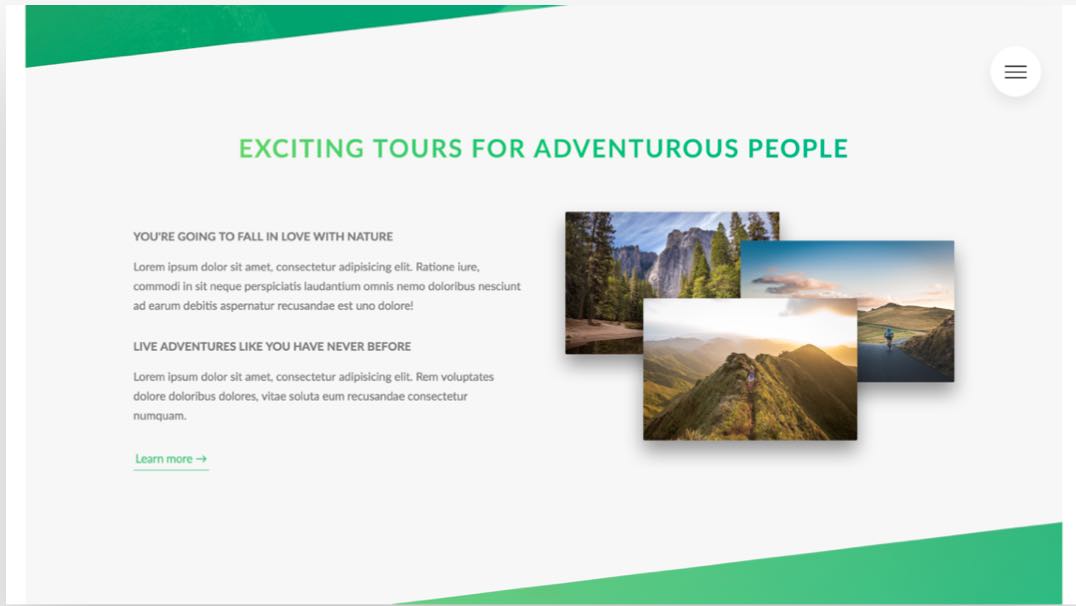 EXCITING TOURS FOR ADVENTUROUS PEOPLE
YOU'RE GOING TO FALL IN LOVE WITH NATURE
Lorem ipsum dolor sit amet, consectetur adipisicing elit. Ratione iure,
commodi in sit neque perspiciatis laudantium omnis nemo doloribus nesciunt
ad earum debitis aspernatur recusandae est uno dolore!
LIVE ADVENTURES LIKE YOU HAVE NEVER BEFORE
Lorem ipsum dolor sit amet, consectetur adipisicing elit. Rem voluptates
dolore doloribus dolores, vitae soluta eum recusandae consectetur
numquam.
Learn more →